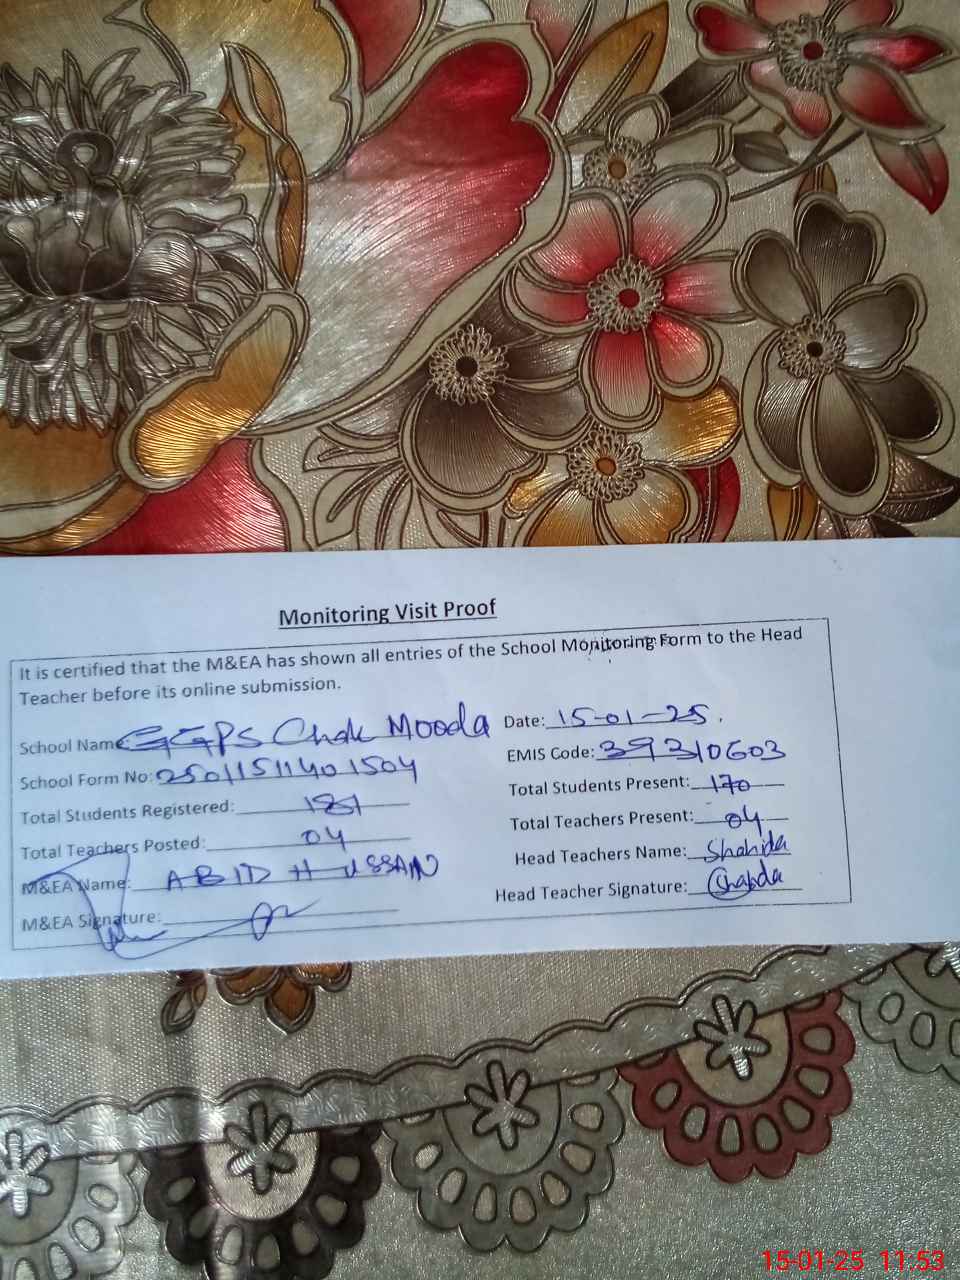 Monitoring Visit Proof
It is certified that the M&EA has shown all entries of the School Monitoring Form to the Head
Teacher before its online submission.
School Name: GGPS Chak Mooda Date: 15-01-25.
School Form No: 25011511401504 EMIS Code: 39310603
Total Students Registered: 181 Total Students Present: 170
Total Teachers Posted: 04 Total Teachers Present: 04
M&EA Name: ABID HUSSAIN Head Teachers Name: Shahida
M&EA Signature: Head Teacher Signature: Shahida
15-01-25 11:53